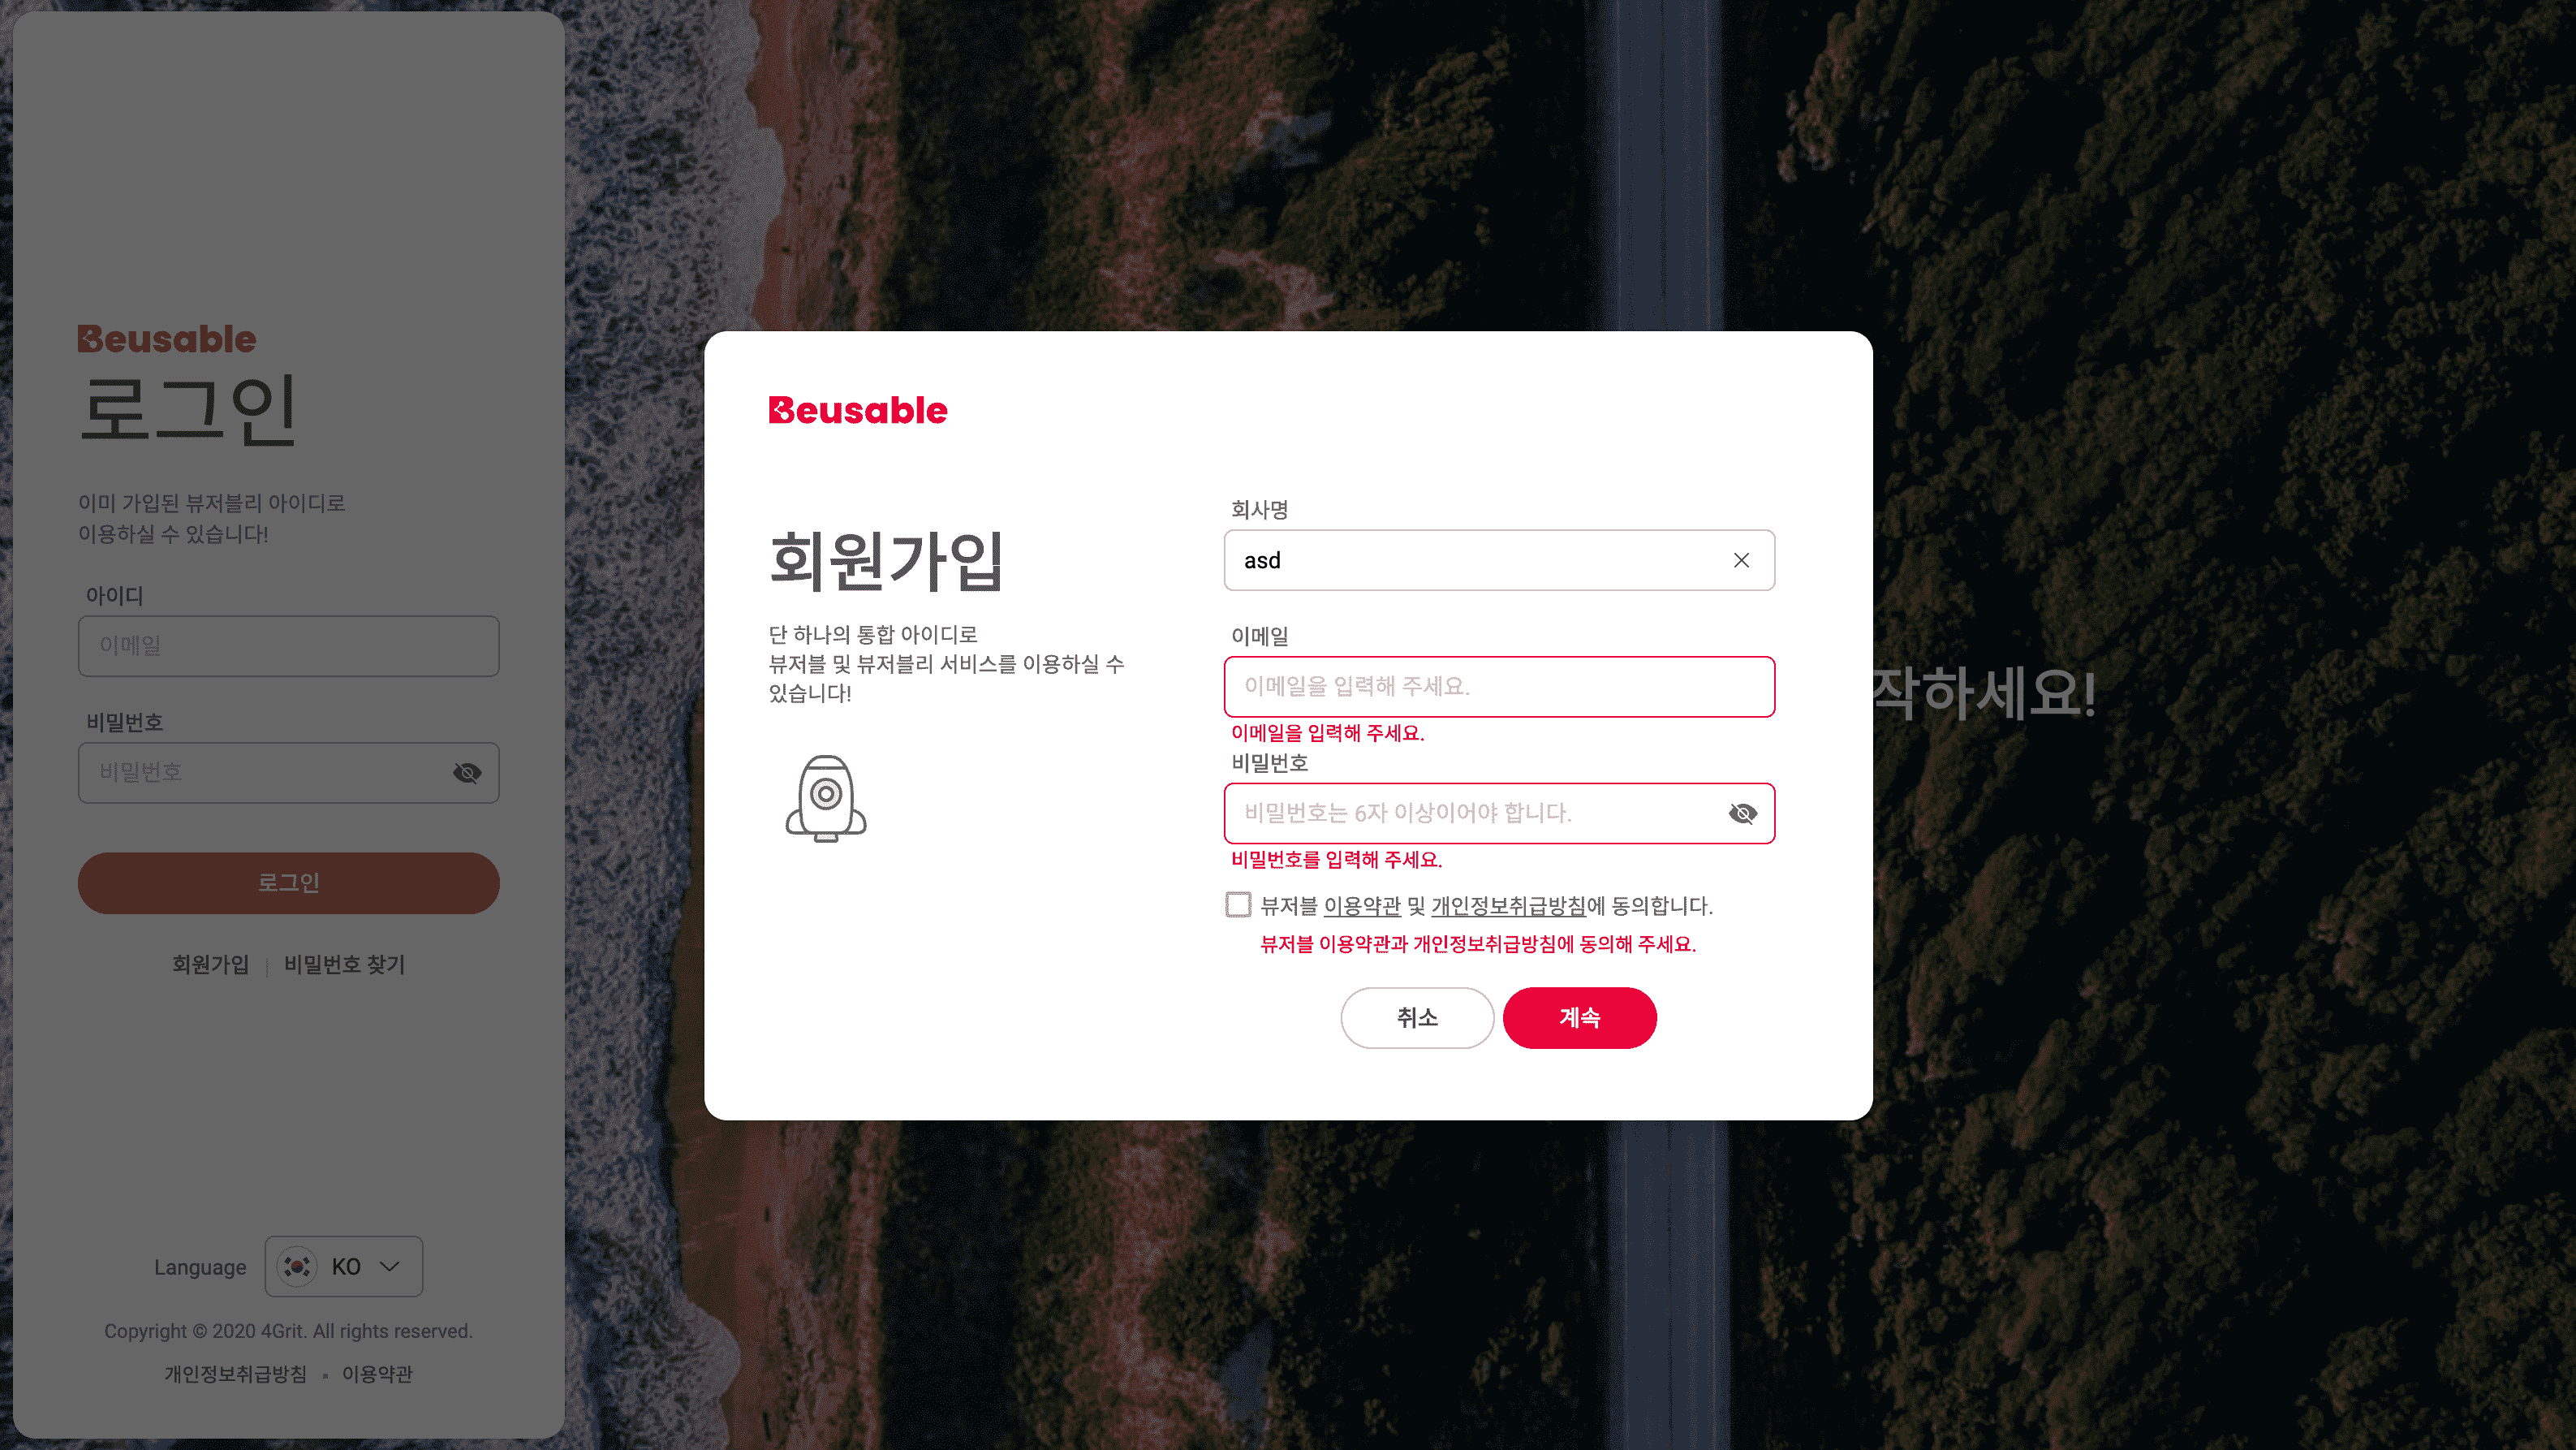 Beusable
로그인
이미 가입된 뷰저블리 아이디로
이용하실 수 있습니다!
아이디
이메일
비밀번호
비밀번호
로그인
회원가입 | 비밀번호 찾기
Language KO
Copyright © 2020 4Grit. All rights reserved.
개인정보취급방침 ▪ 이용약관
Beusable
회원가입
단 하나의 통합 아이디로
뷰저블 및 뷰저블리 서비스를 이용하실 수
있습니다!
회사명
asd
이메일
이메일을 입력해 주세요.
이메일을 입력해 주세요.
비밀번호
비밀번호는 6자 이상이어야 합니다.
비밀번호를 입력해 주세요.
뷰저블 이용약관 및 개인정보취급방침에 동의합니다.
뷰저블 이용약관과 개인정보취급방침에 동의해 주세요.
취소 계속
작하세요!